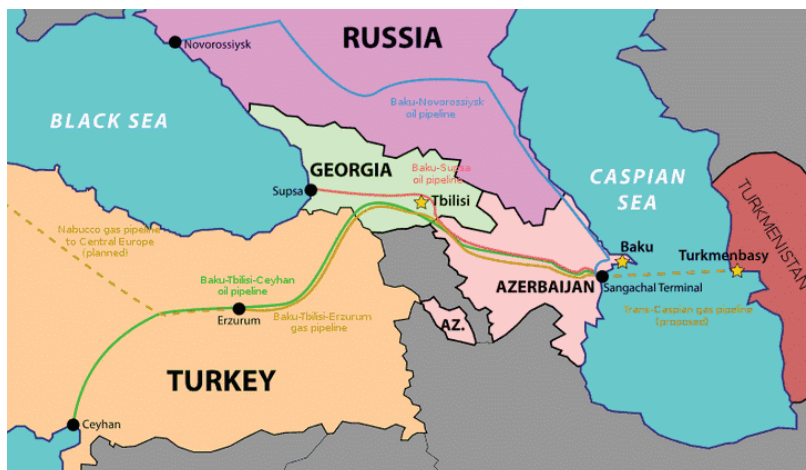 RUSSIA
Novorossiysk
BLACK SEA
Baku-Novorossiysk
oil pipeline
GEORGIA
Baku-Supsa
oil pipeline
Supsa
Tbilisi
CASPIAN
SEA
TURKMENISTAN
Nabucco gas pipeline
to Central Europe
(planned)
Baku
Turkmenbasy
Baku-Tbilisi-Ceyhan
oil pipeline
AZERBAIJAN
Sangachal Terminal
Erzurum
Baku-Tbilisi-Erzurum
gas pipeline
AZ.
Trans-Caspian gas pipeline
(proposed)
TURKEY
Ceyhan